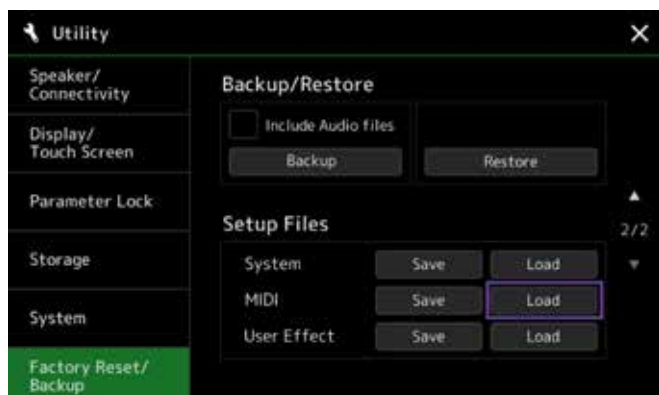 Utility
Speaker/
Connectivity
Display/
Touch Screen
Parameter Lock
Storage
System
Factory Reset/
Backup
Backup/Restore
Include Audio files
Backup Restore
Setup Files
System Save Load
MIDI Save Load
User Effect Save Load
2/2